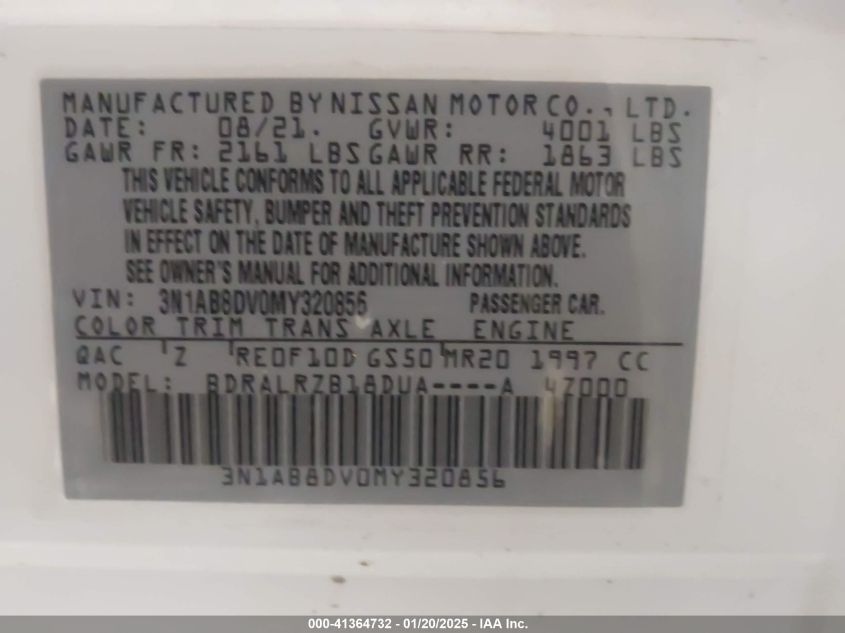 MANUFACTURED BY NISSAN MOTOR CO., LTD.
DATE: 08/21. GVWR: 4001 LBS
GAWR FR: 2161 LBS GAWR RR: 1863 LBS
THIS VEHICLE CONFORMS TO ALL APPLICABLE FEDERAL MOTOR
VEHICLE SAFETY, BUMPER AND THEFT PREVENTION STANDARDS
IN EFFECT ON THE DATE OF MANUFACTURE SHOWN ABOVE.
SEE OWNER'S MANUAL FOR ADDITIONAL INFORMATION.
VIN: 3N1AB8DV0MY320856 PASSENGER CAR.
COLOR TRIM TRANS AXLE ENGINE
QAC Z RE0F10D GS50 MR20 1997 CC
MODEL: BDRALRZB18DUA----A 4Z000
3N1AB8DV0MY320856
000-41364732 - 01/20/2025 - IAA Inc.